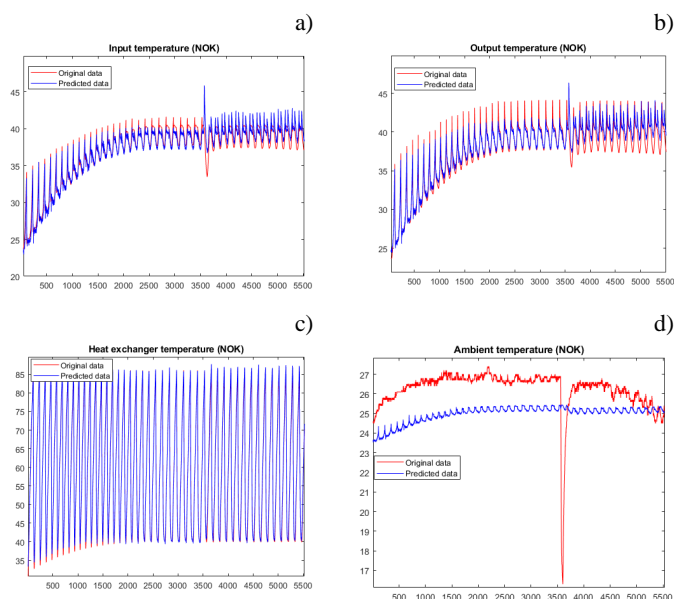 a)
Input temperature (NOK)
Original data
Predicted data
45
40
35
30
25
20
500 1000 1500 2000 2500 3000 3500 4000 4500 5000 5500
b)
Output temperature (NOK)
Original data
Predicted data
45
40
35
30
25
500 1000 1500 2000 2500 3000 3500 4000 4500 5000 5500
c)
Heat exchanger temperature (NOK)
Original data
Predicted data
85
80
75
70
65
60
55
50
45
40
35
500 1000 1500 2000 2500 3000 3500 4000 4500 5000 5500
d)
Ambient temperature (NOK)
27
26
25
24
23
22
21
20
19
18
17
16
Original data
Predicted data
500 1000 1500 2000 2500 3000 3500 4000 4500 5000 5500